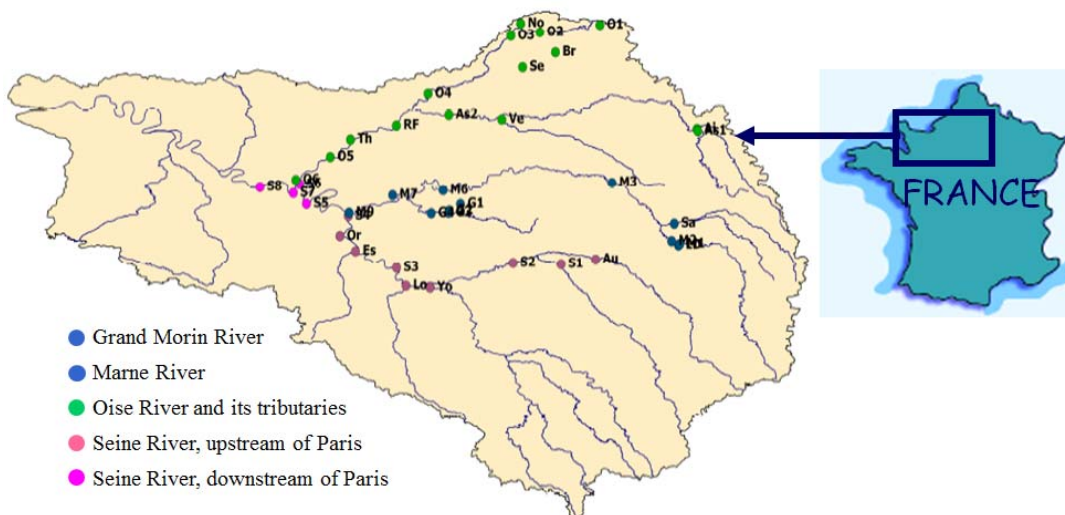 No
O1
O2
O3
Br
Se
O4
As2
Ve
RF
As1
Th
O5
O6
S8
S7
S5
M7
M6
M3
G1
Sa
Or
Es
S3
S2
S1
Au
Lo
Yo
FRANCE
Grand Morin River
Marne River
Oise River and its tributaries
Seine River, upstream of Paris
Seine River, downstream of Paris